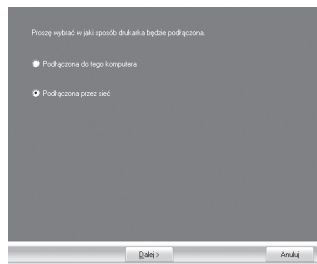 Proszę wybrać w jaki sposób drukarka będzie podłączona.
Podłączona do tego komputera
Podłączona przez sieć
Dalej >
Anuluj